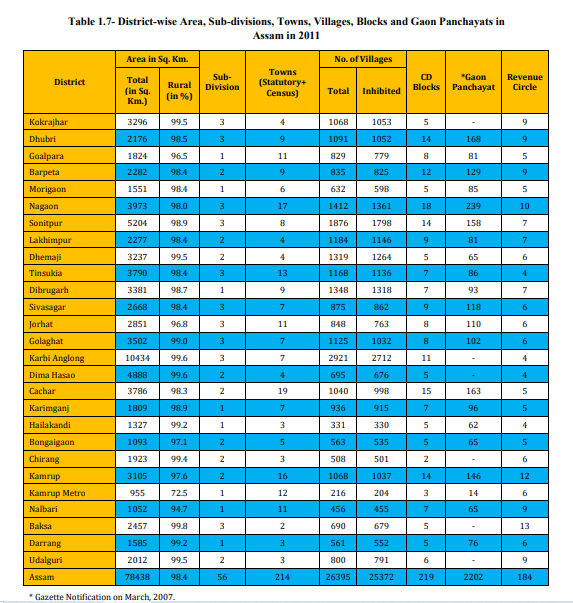 Table 1.7- District-wise Area, Sub-divisions, Towns, Villages, Blocks and Gaon Panchayats in
Assam in 2011
District Area in Sq. Km. Sub-Division Towns (Statutory+ Census) No. of Villages CD Blocks *Gaon Panchayat Revenue Circle
Total (in Sq. Km.) Rural (in %) Total Inhibited
Kokrajhar 3296 99.5 3 4 1068 1053 5 - 9
Dhubri 2176 98.5 3 9 1091 1052 14 168 9
Goalpara 1824 96.5 1 11 829 779 8 81 5
Barpeta 2282 98.4 2 9 835 825 12 129 9
Morigaon 1551 98.4 1 6 632 598 5 85 5
Nagaon 3973 98.0 3 17 1412 1361 18 239 10
Sonitpur 5204 98.9 3 8 1876 1798 14 158 7
Lakhimpur 2277 98.4 2 4 1184 1146 9 81 7
Dhemaji 3237 99.5 2 4 1319 1264 5 65 6
Tinsukia 3790 98.4 3 13 1168 1136 7 86 4
Dibrugarh 3381 98.7 1 9 1348 1318 7 93 7
Sivasagar 2668 98.4 3 7 875 862 9 118 6
Jorhat 2851 96.8 3 11 848 763 8 110 6
Golaghat 3502 99.0 3 7 1125 1032 8 102 6
Karbi Anglong 10434 99.6 3 7 2921 2712 11 - 4
Dima Hasao 4888 99.6 2 4 695 676 5 - 4
Cachar 3786 98.3 2 19 1040 998 15 163 5
Karimganj 1809 98.9 1 7 936 915 7 96 5
Hailakandi 1327 99.2 1 3 331 330 5 62 4
Bongaigaon 1093 97.1 2 5 563 535 5 65 5
Chirang 1923 99.4 2 3 508 501 2 - 6
Kamrup 3105 97.6 2 16 1068 1037 14 146 12
Kamrup Metro 955 72.5 1 12 216 204 3 14 6
Nalbari 1052 94.7 1 11 456 455 7 65 9
Baksa 2457 99.8 3 2 690 679 5 - 13
Darrang 1585 99.2 1 3 561 552 5 76 6
Udalguri 2012 99.5 2 3 800 791 6 - 9
Assam 78438 98.4 56 214 26395 25372 219 2202 184
* Gazette Notification on March, 2007.